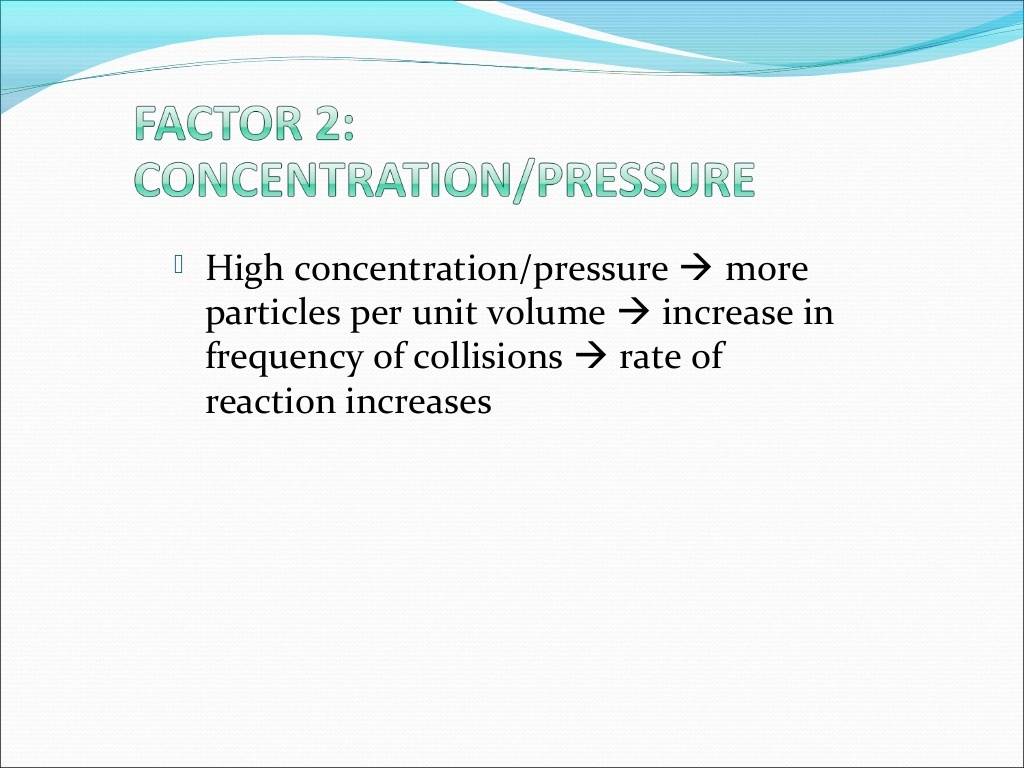 FACTOR 2:
CONCENTRATION/PRESSURE
High concentration/pressure → more
particles per unit volume → increase in
frequency of collisions → rate of
reaction increases